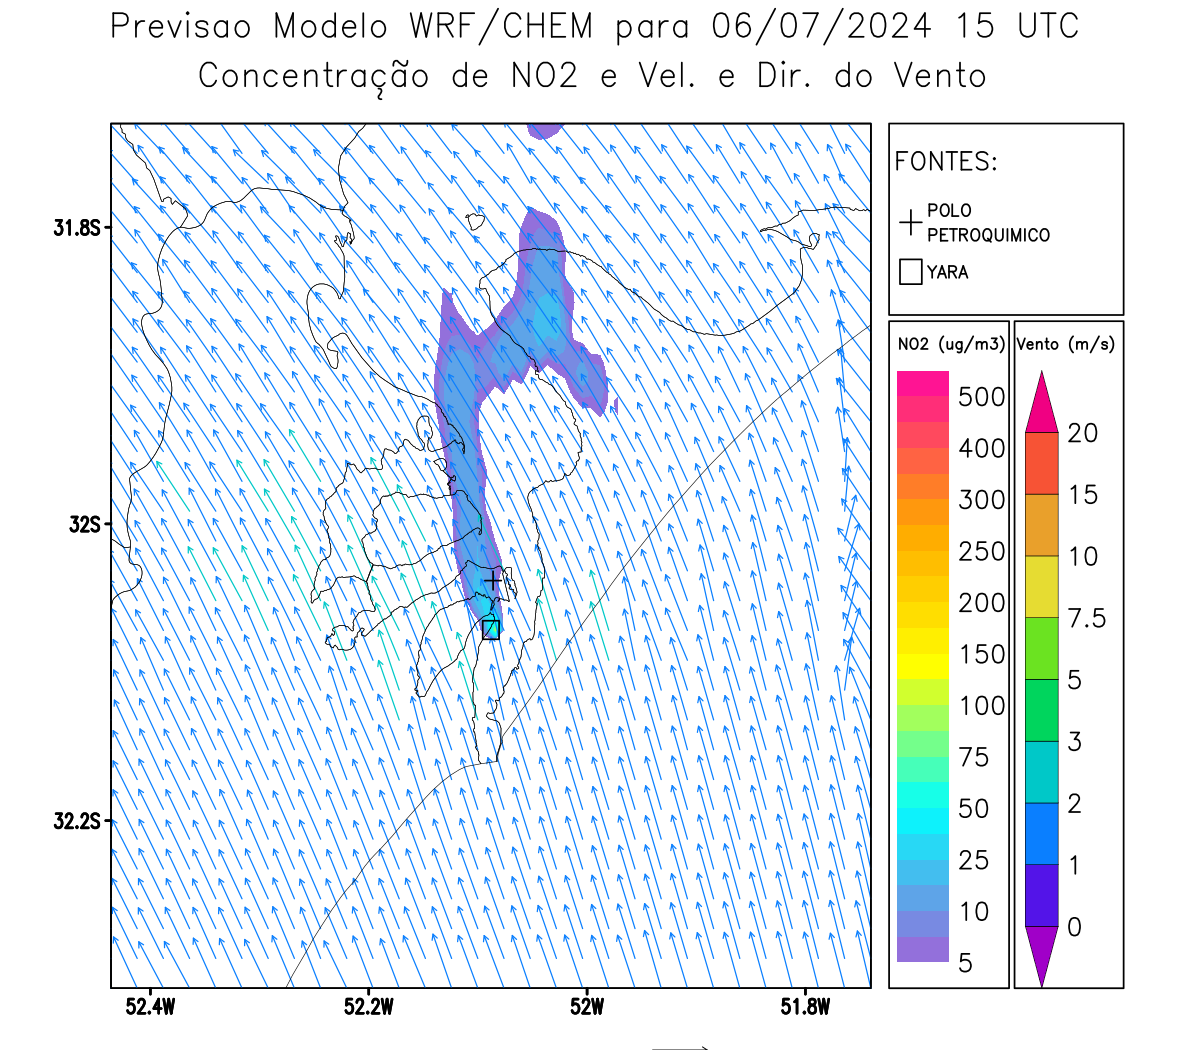 Previsao Modelo WRF/CHEM para 06/07/2024 15 UTC
Concentração de NO2 e Vel. e Dir. do Vento
FONTES:
POLO
PETROQUIMICO
YARA
NO2 (ug/m3)
500
400
300
250
200
150
100
75
50
25
10
5
Vento (m/s)
20
15
10
7.5
5
3
2
1
0
31.8S
32S
32.2S
52.4W
52.2W
52W
51.8W